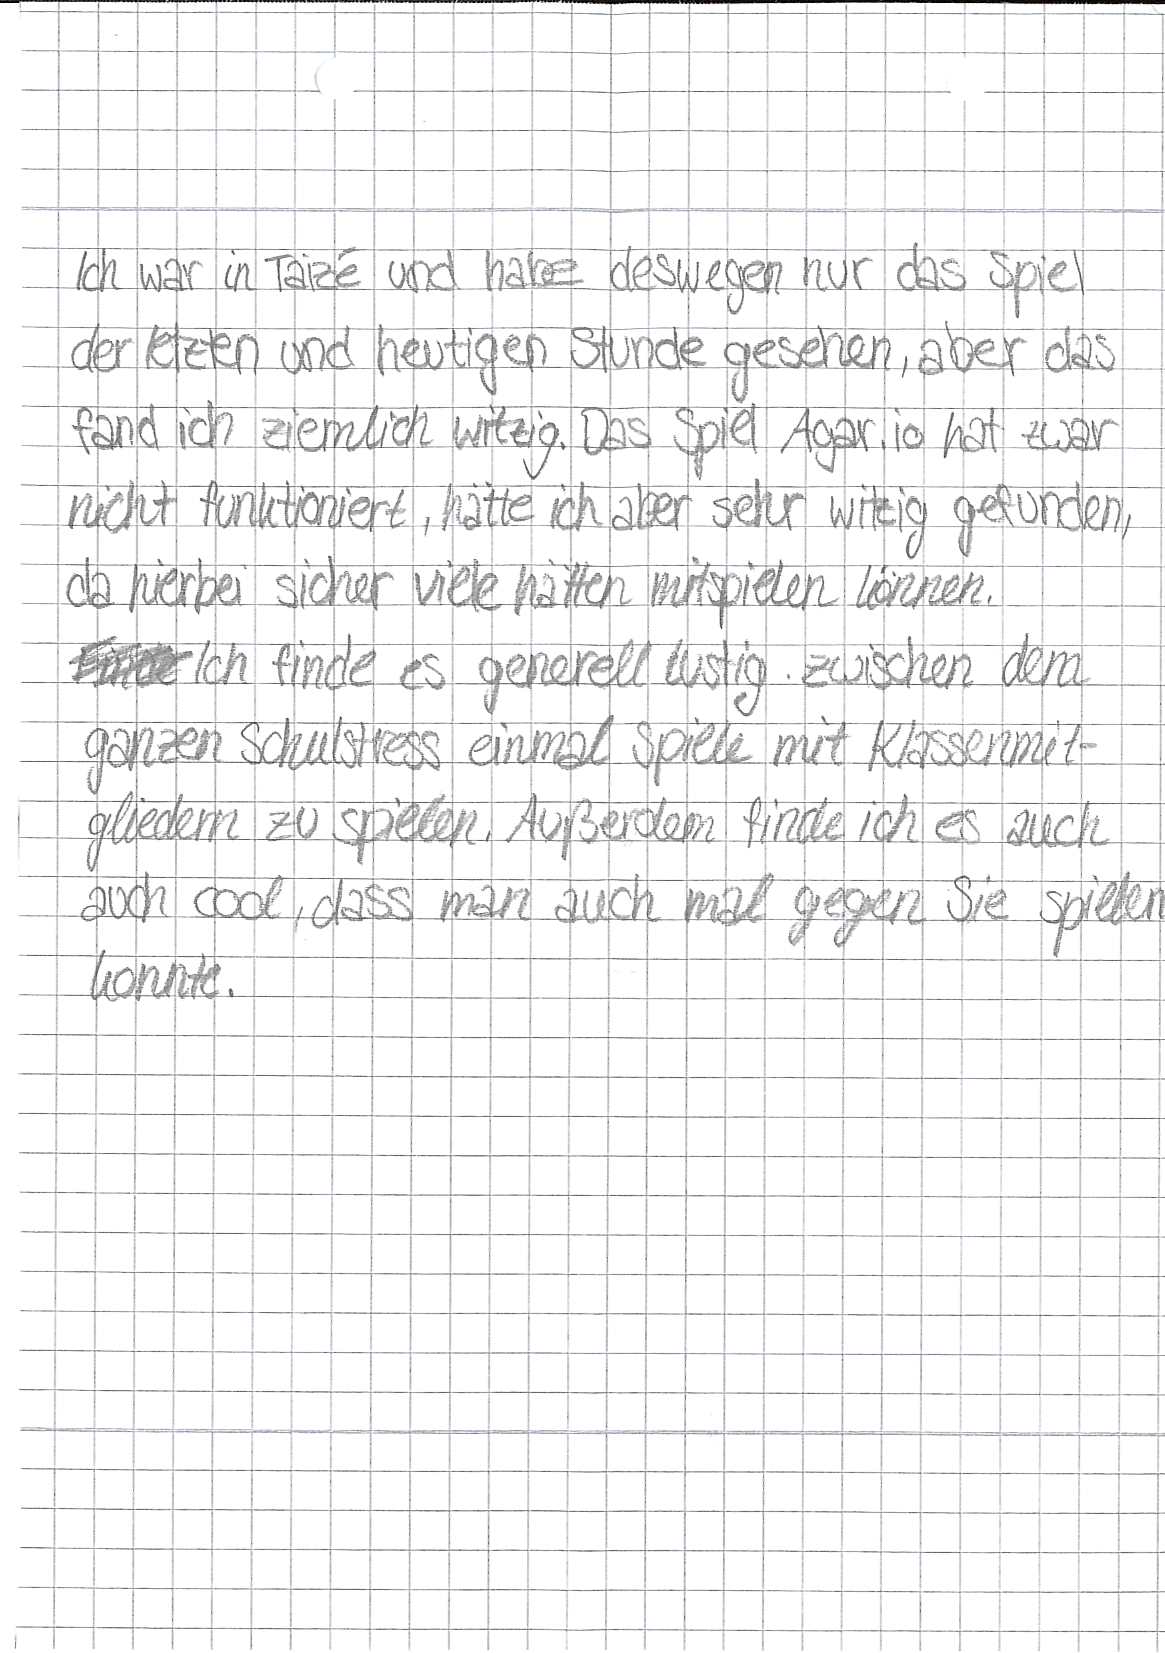 Ich war in Taizé und habe deswegen nur das Spiel
der letzten und heutigen Stunde gesehen, aber das
fand ich ziemlich witzig. Das Spiel Agar.io hat zwar
nicht funktioniert, hätte ich aber sehr witzig gefunden,
da hierbei sicher viele hätten mitspielen können.
Ich finde es generell lustig zwischen dem
ganzen Schulstress einmal Spiele mit Klassenmit-
gliedern zu spielen. Außerdem finde ich es auch
auch cool, dass man auch mal gegen Sie spielen
konnte.